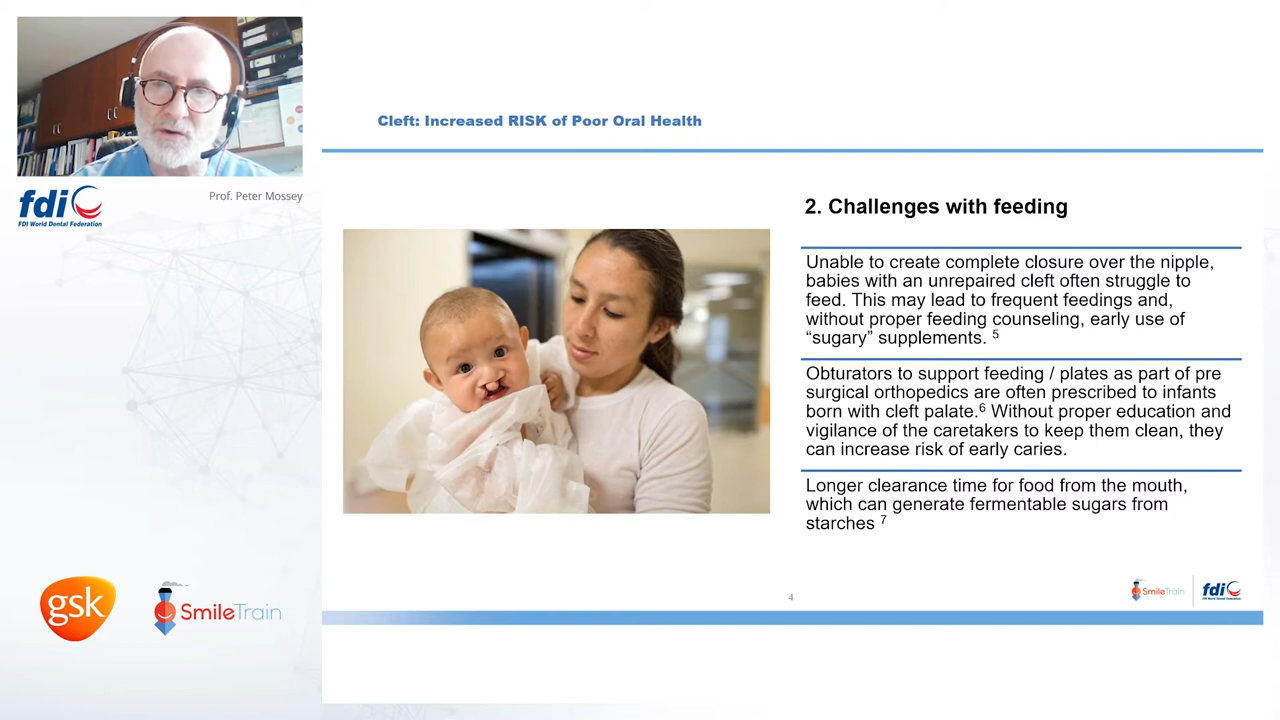 Prof. Peter Mossey
fdi
FDI World Dental Federation
gsk
SmileTrain
Cleft: Increased RISK of Poor Oral Health
2. Challenges with feeding
Unable to create complete closure over the nipple,
babies with an unrepaired cleft often struggle to
feed. This may lead to frequent feedings and,
without proper feeding counseling, early use of
“sugary” supplements. 5
Obturators to support feeding / plates as part of pre
surgical orthopedics are often prescribed to infants
born with cleft palate.6 Without proper education and
vigilance of the caretakers to keep them clean, they
can increase risk of early caries.
Longer clearance time for food from the mouth,
which can generate fermentable sugars from
starches 7
4
SmileTrain
fdi
FDI World Dental Federation